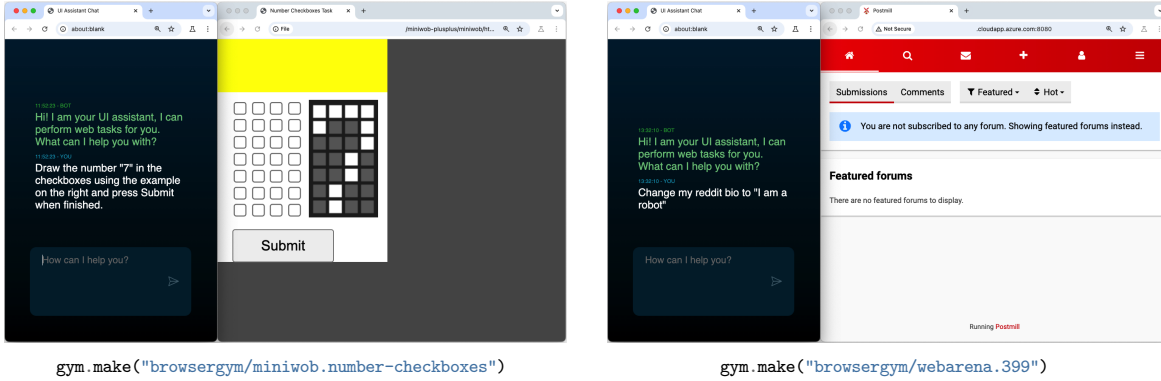 UI Assistant Chat
about:blank
11:52:23 - BOT
Hi! I am your UI assistant, I can
perform web tasks for you.
What can I help you with?
11:52:23 - YOU
Draw the number "7" in the
checkboxes using the example
on the right and press Submit
when finished.
How can I help you?
Number Checkboxes Task
File
/miniwob-plusplus/miniwob/ht...
Submit
gym.make("browsergym/miniwob.number-checkboxes")
UI Assistant Chat
about:blank
13:32:10 - BOT
Hi! I am your UI assistant, I can
perform web tasks for you.
What can I help you with?
13:32:10 - YOU
Change my reddit bio to "I am a
robot"
How can I help you?
Postmill
Not Secure
.cloudapp.azure.com:8080
Submissions Comments Featured Hot
You are not subscribed to any forum. Showing featured forums instead.
Featured forums
There are no featured forums to display.
Running Postmill
gym.make("browsergym/webarena.399")